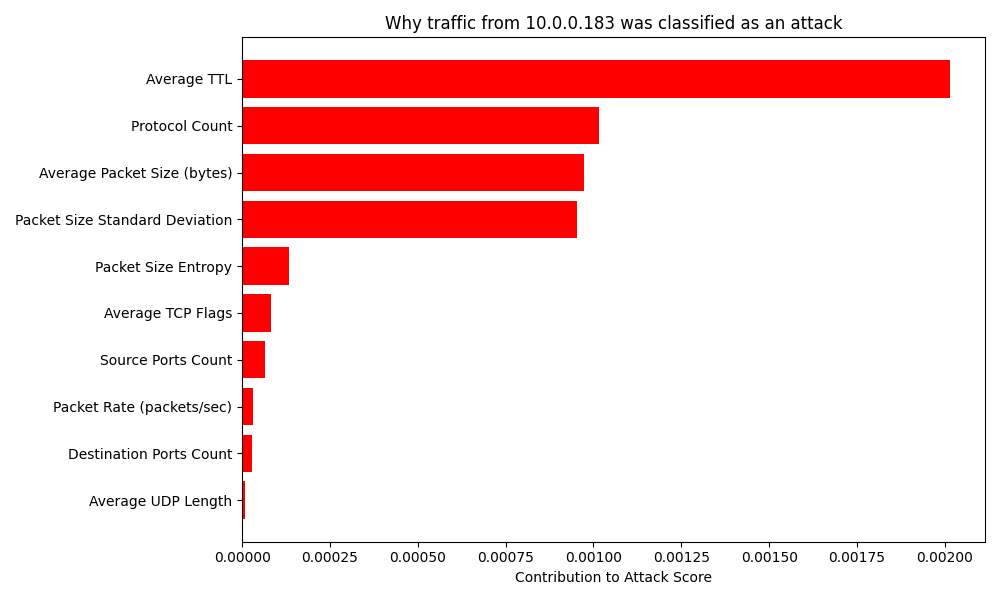 Why traffic from 10.0.0.183 was classified as an attack
Average TTL
Protocol Count
Average Packet Size (bytes)
Packet Size Standard Deviation
Packet Size Entropy
Average TCP Flags
Source Ports Count
Packet Rate (packets/sec)
Destination Ports Count
Average UDP Length
0.00000 0.00025 0.00050 0.00075 0.00100 0.00125 0.00150 0.00175 0.00200
Contribution to Attack Score